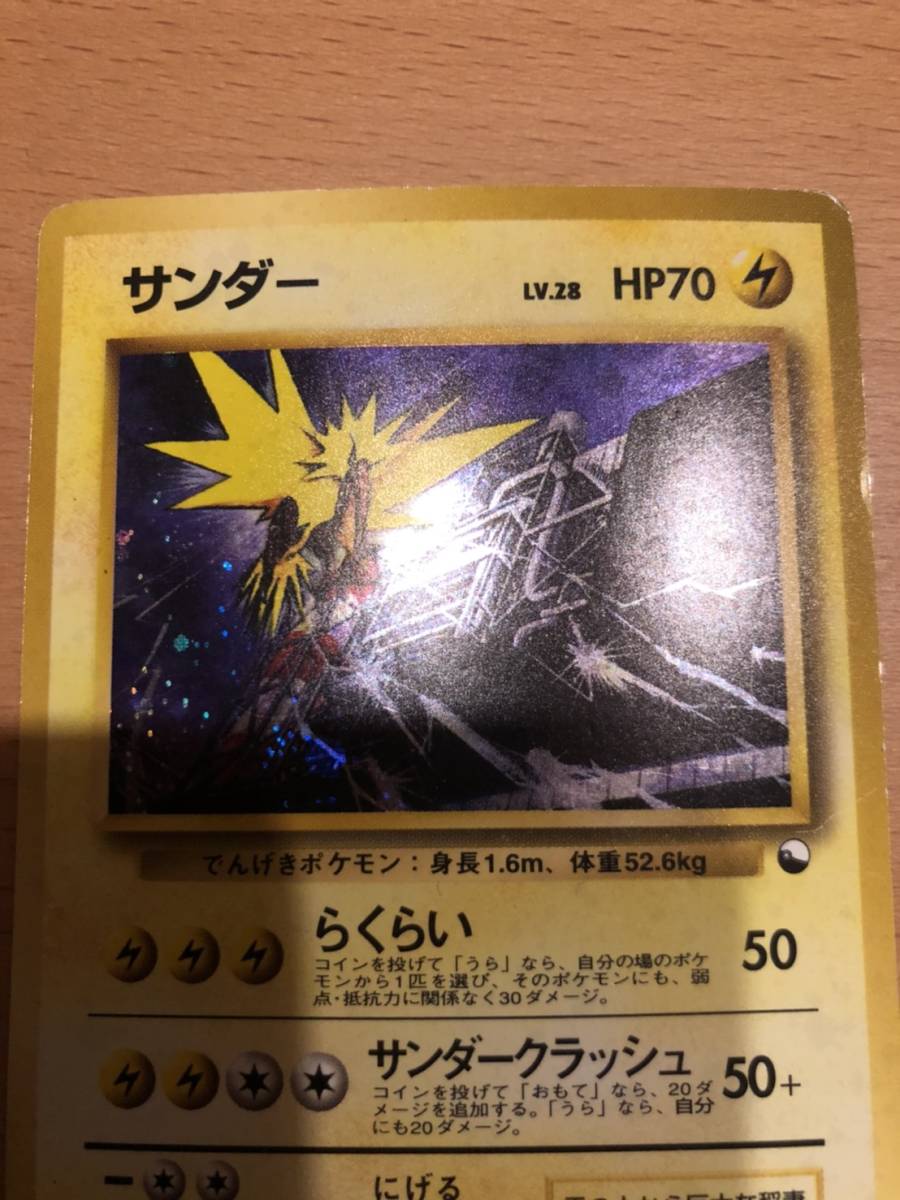 サンダー LV.28 HP70
でんげきポケモン：身長1.6m、体重52.6kg
らくらい 50
コインを投げて「うら」なら、自分の場のポケ
モンから1匹を選び、そのポケモンにも、弱
点・抵抗力に関係なく30ダメージ。
サンダークラッシュ 50+
コインを投げて「おもて」なら、20ダ
メージを追加する。「うら」なら、自分
にも20ダメージ。
にげる